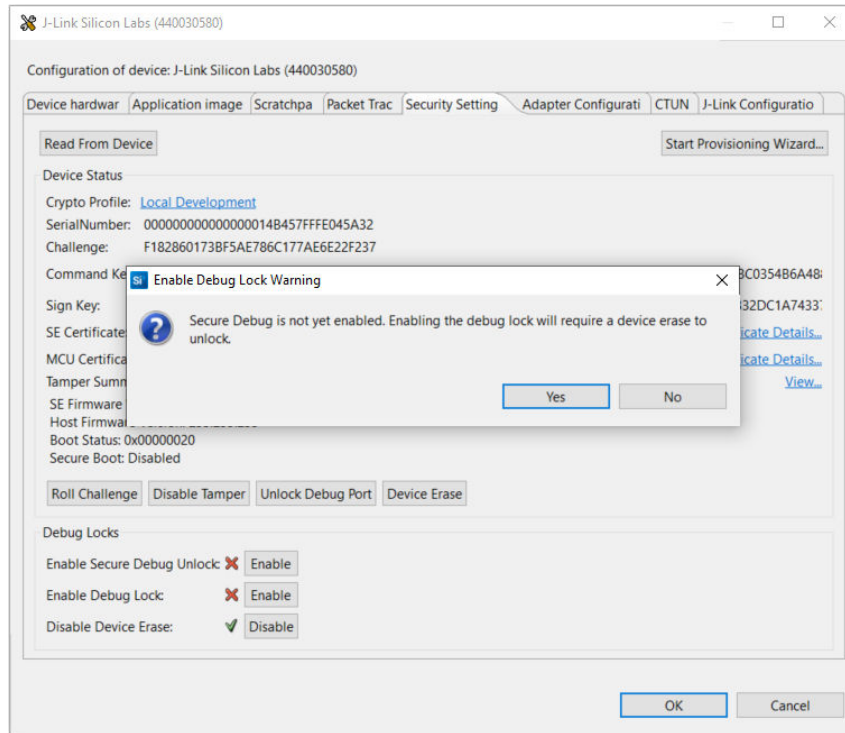 J-Link Silicon Labs (440030580)
Configuration of device: J-Link Silicon Labs (440030580)
Device hardwar Application image Scratchpa Packet Trac Security Setting Adapter Configurati CTUN J-Link Configuratio
Read From Device Start Provisioning Wizard...
Device Status
Crypto Profile: Local Development
SerialNumber: 000000000000000014B457FFFE045A32
Challenge: F182860173BF5AE786C177AE6E22F237
Command Ke
Enable Debug Lock Warning
Sign Key:
Secure Debug is not yet enabled. Enabling the debug lock will require a device erase to
unlock.
SE Certificate
icate Details...
MCU Certifica
icate Details...
Tamper Summ
View...
Yes No
SE Firmware
Host Firmwar
Boot Status: 0x00000020
Secure Boot: Disabled
Roll Challenge Disable Tamper Unlock Debug Port Device Erase
Debug Locks
Enable Secure Debug Unlock: Enable
Enable Debug Lock: Enable
Disable Device Erase: Disable
OK Cancel